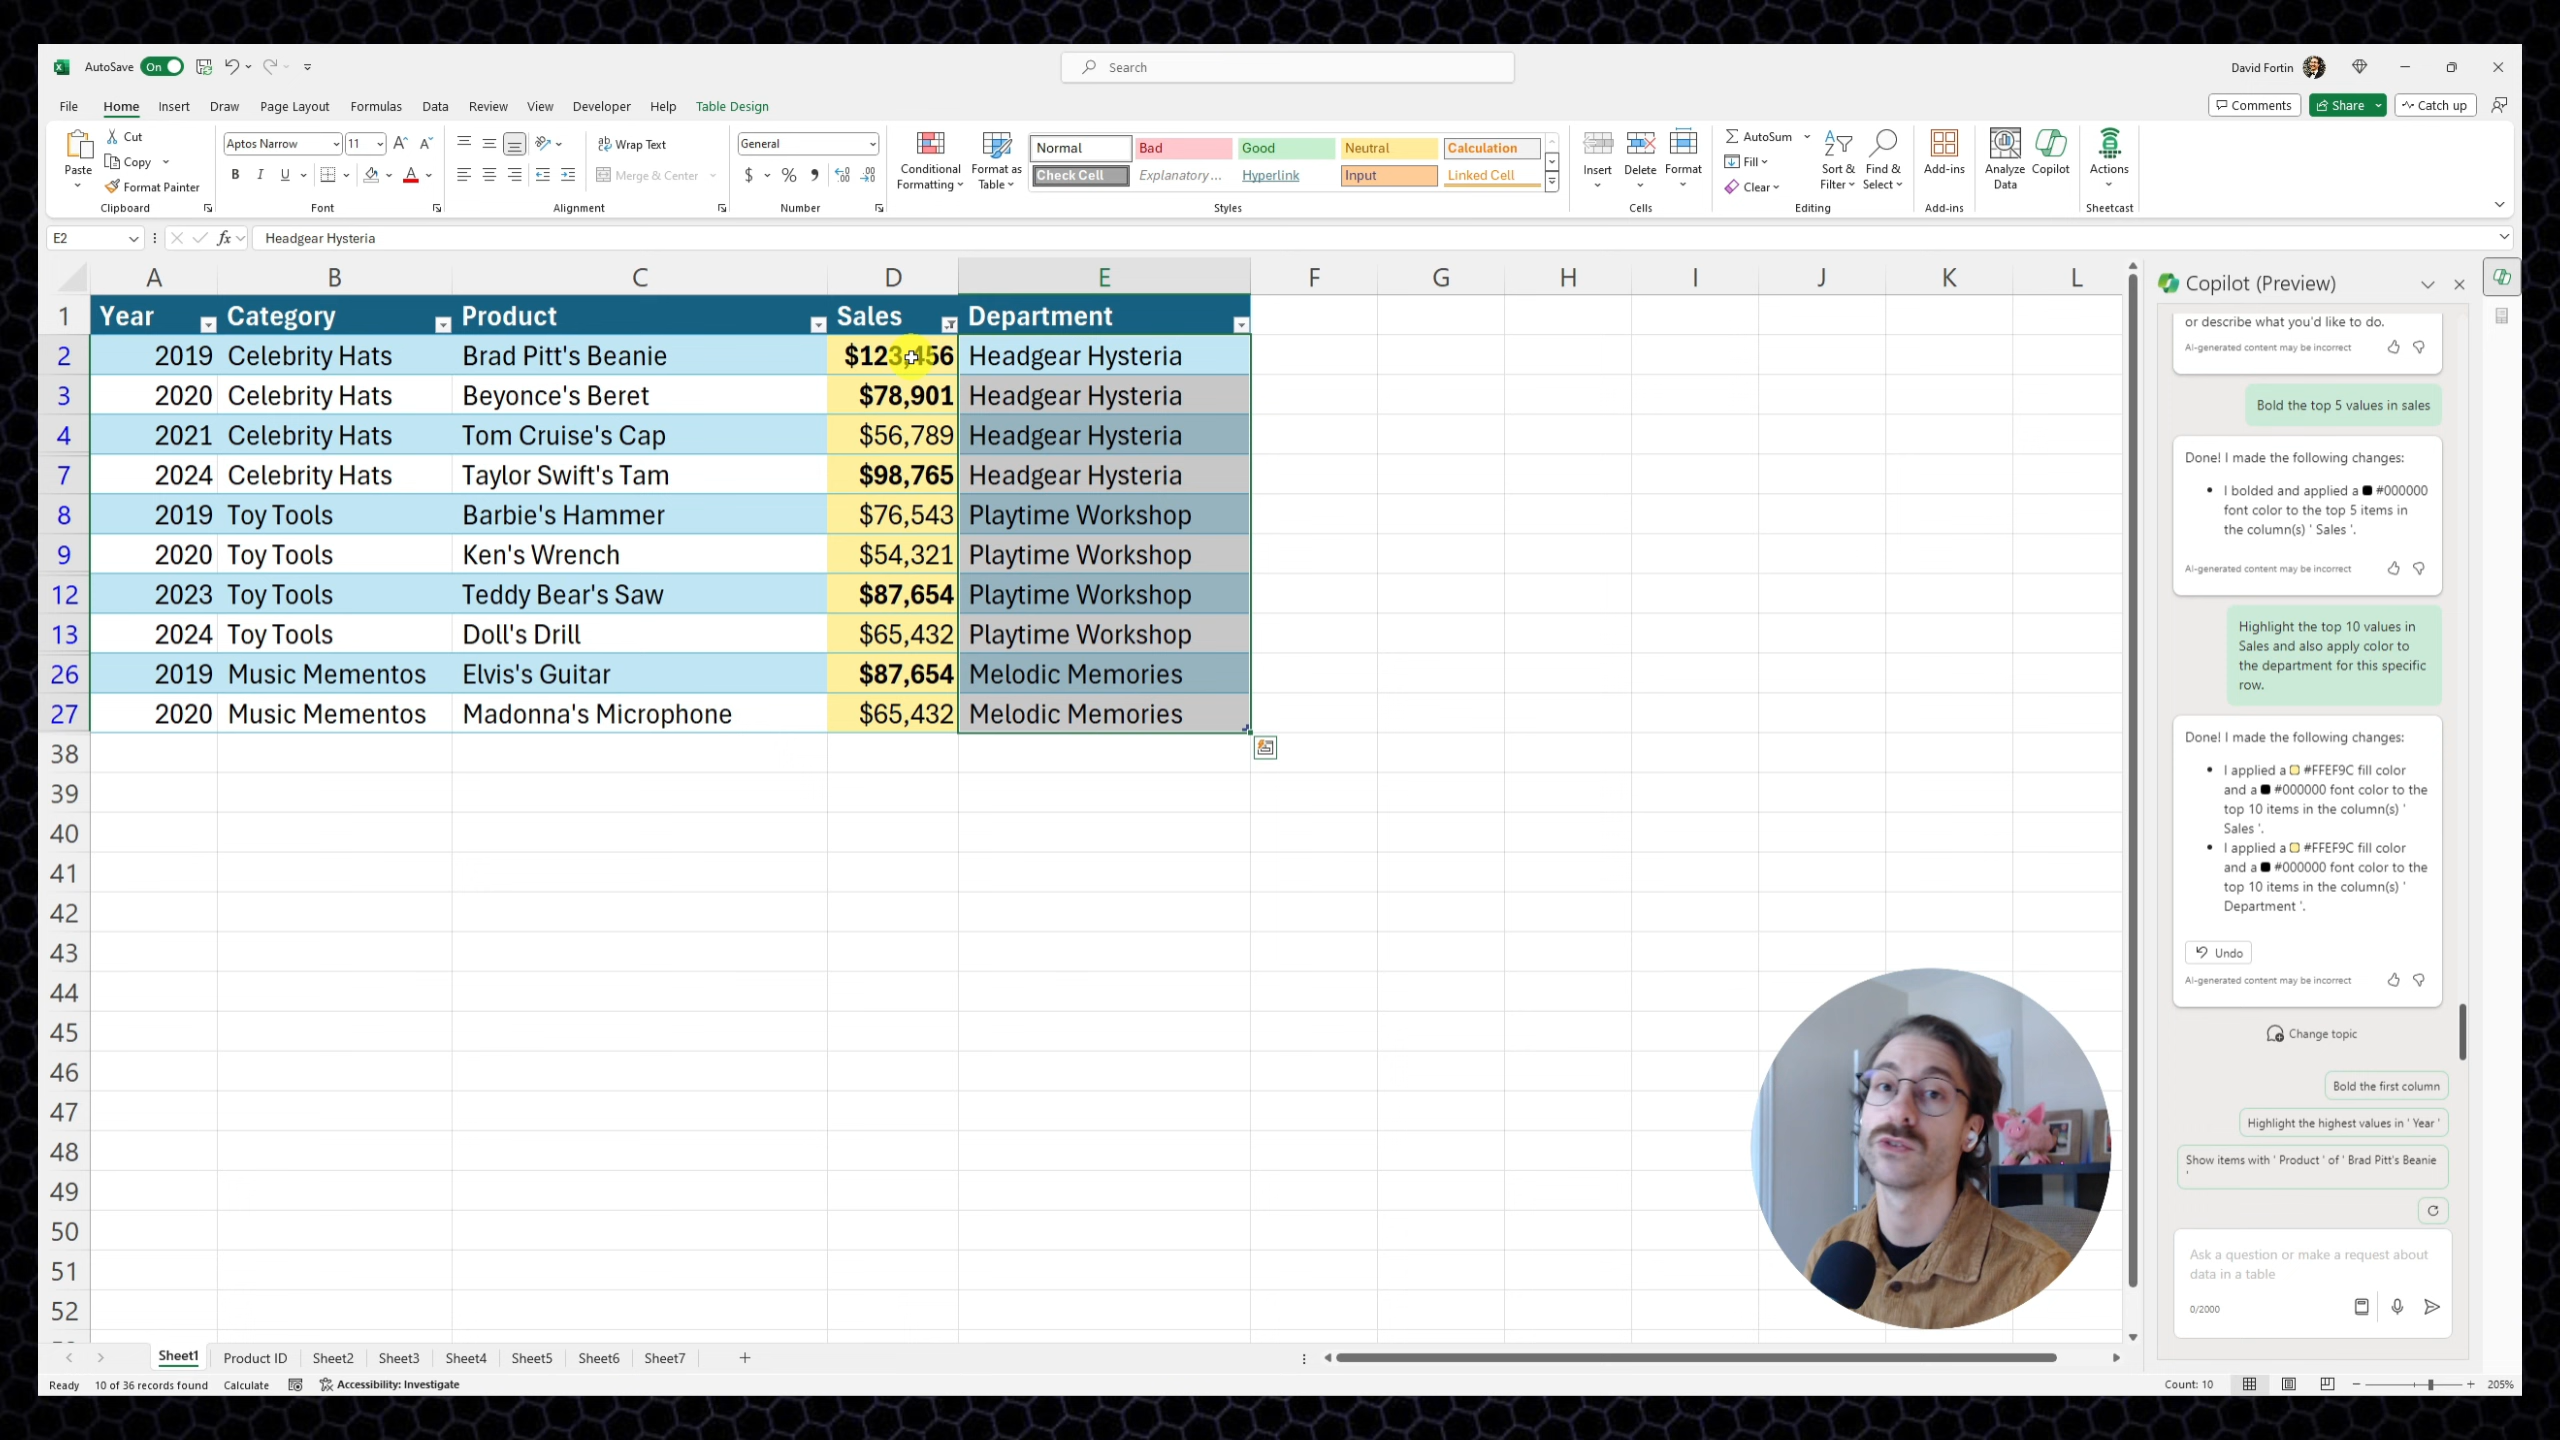 AutoSave On
Search
David Fortin
File Home Insert Draw Page Layout Formulas Data Review View Developer Help Table Design
Comments Share Catch up
Paste
Cut
Copy
Format Painter
Clipboard
Aptos Narrow 11
B I U
Font
Wrap Text
Merge & Center
Alignment
General
$ % ,
Number
Conditional Formatting
Format as Table
Normal Bad Good Neutral Calculation
Check Cell Explanatory ... Hyperlink Input Linked Cell
Styles
Insert Delete Format
Cells
AutoSum
Fill
Clear
Sort & Filter
Find & Select
Editing
Add-ins
Add-ins
Analyze Data
Copilot
Actions
Sheetcast
E2 fx Headgear Hysteria
A B C D E F G H I J K L
1 Year Category Product Sales Department
2 2019 Celebrity Hats Brad Pitt's Beanie $123,456 Headgear Hysteria
3 2020 Celebrity Hats Beyonce's Beret $78,901 Headgear Hysteria
4 2021 Celebrity Hats Tom Cruise's Cap $56,789 Headgear Hysteria
7 2024 Celebrity Hats Taylor Swift's Tam $98,765 Headgear Hysteria
8 2019 Toy Tools Barbie's Hammer $76,543 Playtime Workshop
9 2020 Toy Tools Ken's Wrench $54,321 Playtime Workshop
12 2023 Toy Tools Teddy Bear's Saw $87,654 Playtime Workshop
13 2024 Toy Tools Doll's Drill $65,432 Playtime Workshop
26 2019 Music Mementos Elvis's Guitar $87,654 Melodic Memories
27 2020 Music Mementos Madonna's Microphone $65,432 Melodic Memories
38
39
40
41
42
43
44
45
46
47
48
49
50
51
52
Copilot (Preview)
or describe what you'd like to do.
AI-generated content may be incorrect
Bold the top 5 values in sales
Done! I made the following changes:
• I bolded and applied a #000000
font color to the top 5 items in
the column(s) ' Sales '.
AI-generated content may be incorrect
Highlight the top 10 values in
Sales and also apply color to
the department for this specific
row.
Done! I made the following changes:
• I applied a #FFEF9C fill color
and a #000000 font color to the
top 10 items in the column(s) '
Sales '.
• I applied a #FFEF9C fill color
and a #000000 font color to the
top 10 items in the column(s) '
Department '.
Undo
AI-generated content may be incorrect
Change topic
Bold the first column
Highlight the highest values in ' Year '
Show items with ' Product ' of ' Brad Pitt's Beanie
'
Ask a question or make a request about
data in a table
0/2000
Sheet1 Product ID Sheet2 Sheet3 Sheet4 Sheet5 Sheet6 Sheet7
Ready 10 of 36 records found Calculate Accessibility: Investigate
Count: 10 205%